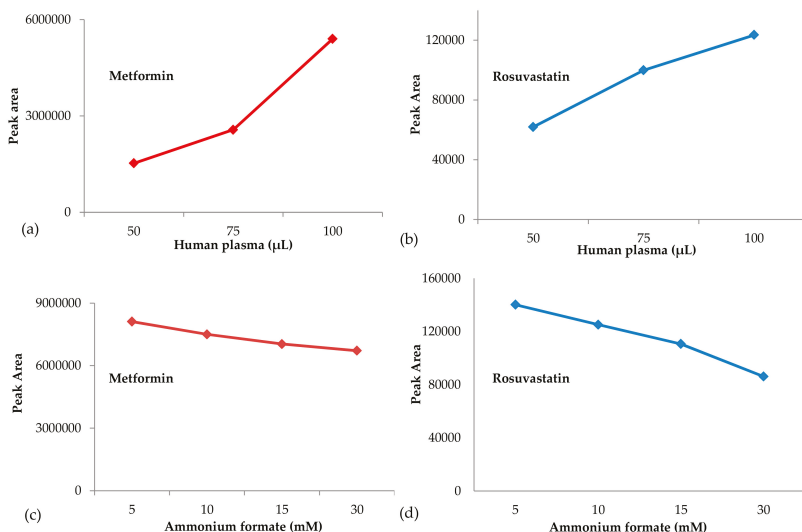 6000000
3000000
0
Peak area
Metformin
50 75 100
Human plasma (µL)
(a)
120000
80000
40000
0
Peak Area
Rosuvastatin
50 75 100
Human plasma (µL)
(b)
9000000
6000000
3000000
0
Peak Area
Metformin
5 10 15 30
Ammonium formate (mM)
(c)
160000
120000
80000
40000
0
Peak Area
Rosuvastatin
5 10 15 30
Ammonium formate (mM)
(d)